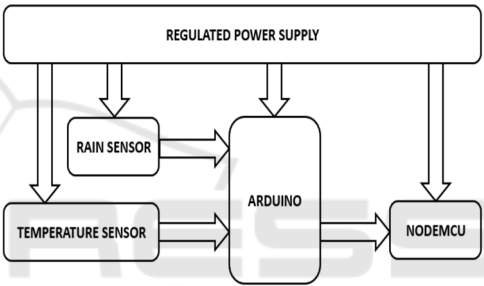 REGULATED POWER SUPPLY
RAIN SENSOR
ARDUINO
TEMPERATURE SENSOR
NODEMCU